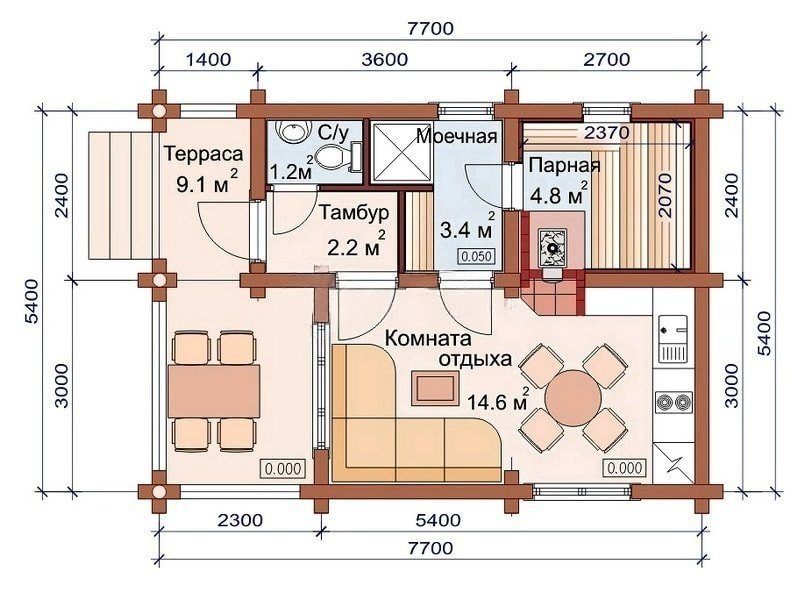 7700
1400
3600
2700
Терраса
9.1 м²
С/у
1.2м²
Моечная
3.4 м²
0.050
2370
Парная
4.8 м²
2070
Тамбур
2.2 м²
2400
2400
5400
5400
3000
3000
Комната
отдыха
14.6 м²
0.000
0.000
2300
5400
7700